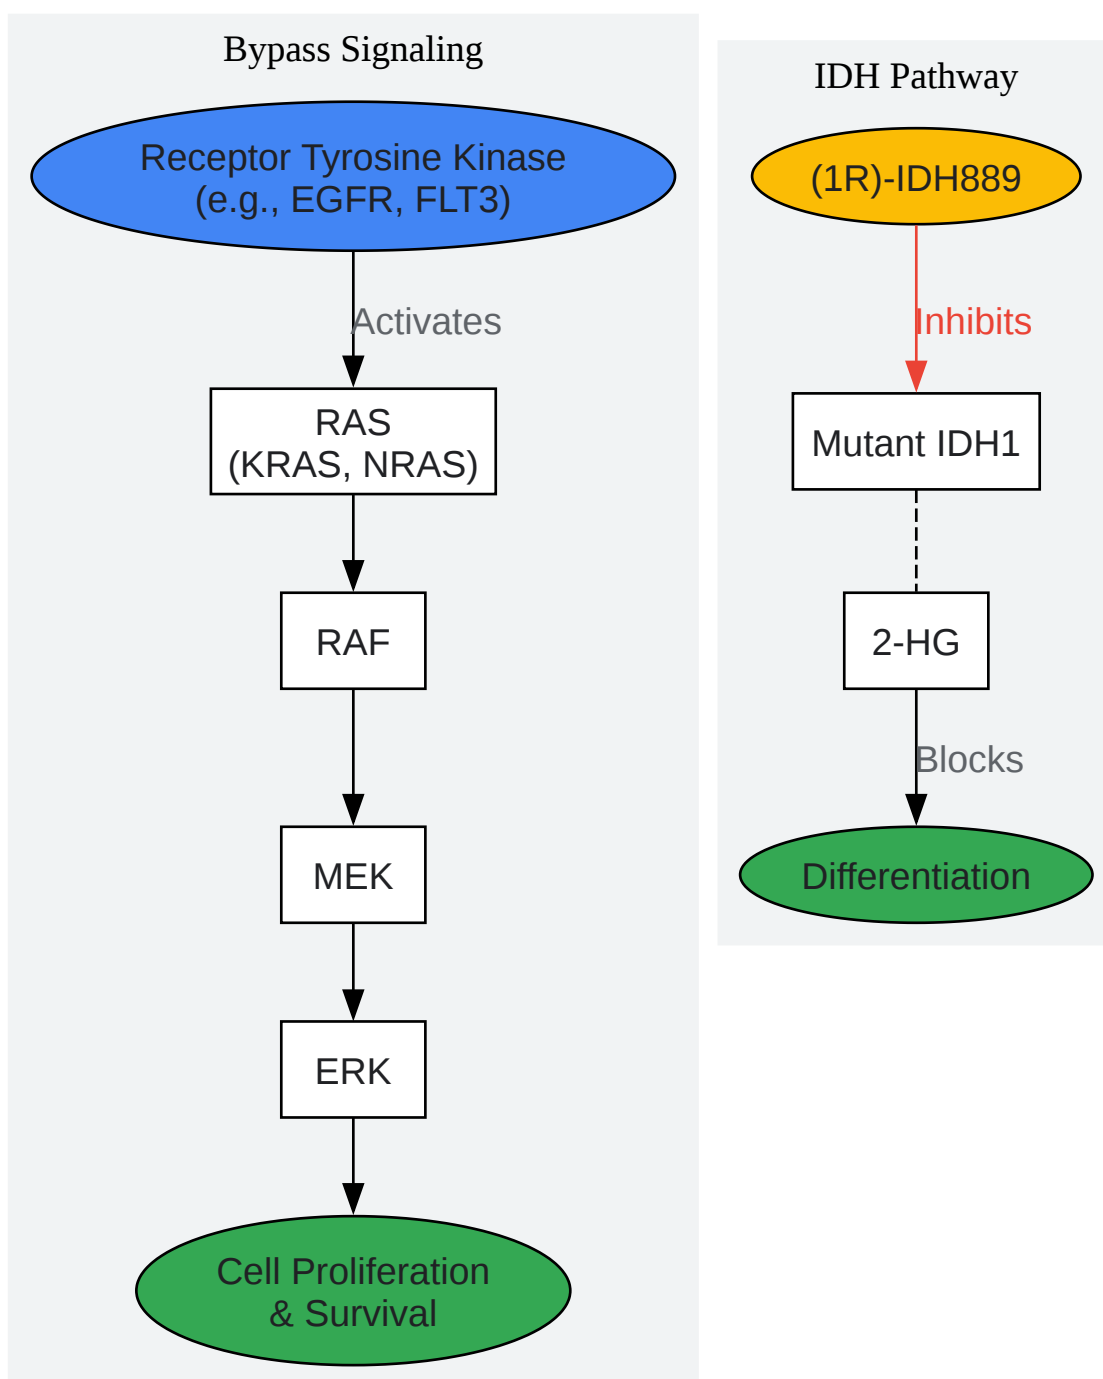 Bypass Signaling
Receptor Tyrosine Kinase
(e.g., EGFR, FLT3)
Activates
RAS
(KRAS, NRAS)
RAF
MEK
ERK
Cell Proliferation
& Survival
IDH Pathway
(1R)-IDH889
Inhibits
Mutant IDH1
2-HG
Blocks
Differentiation